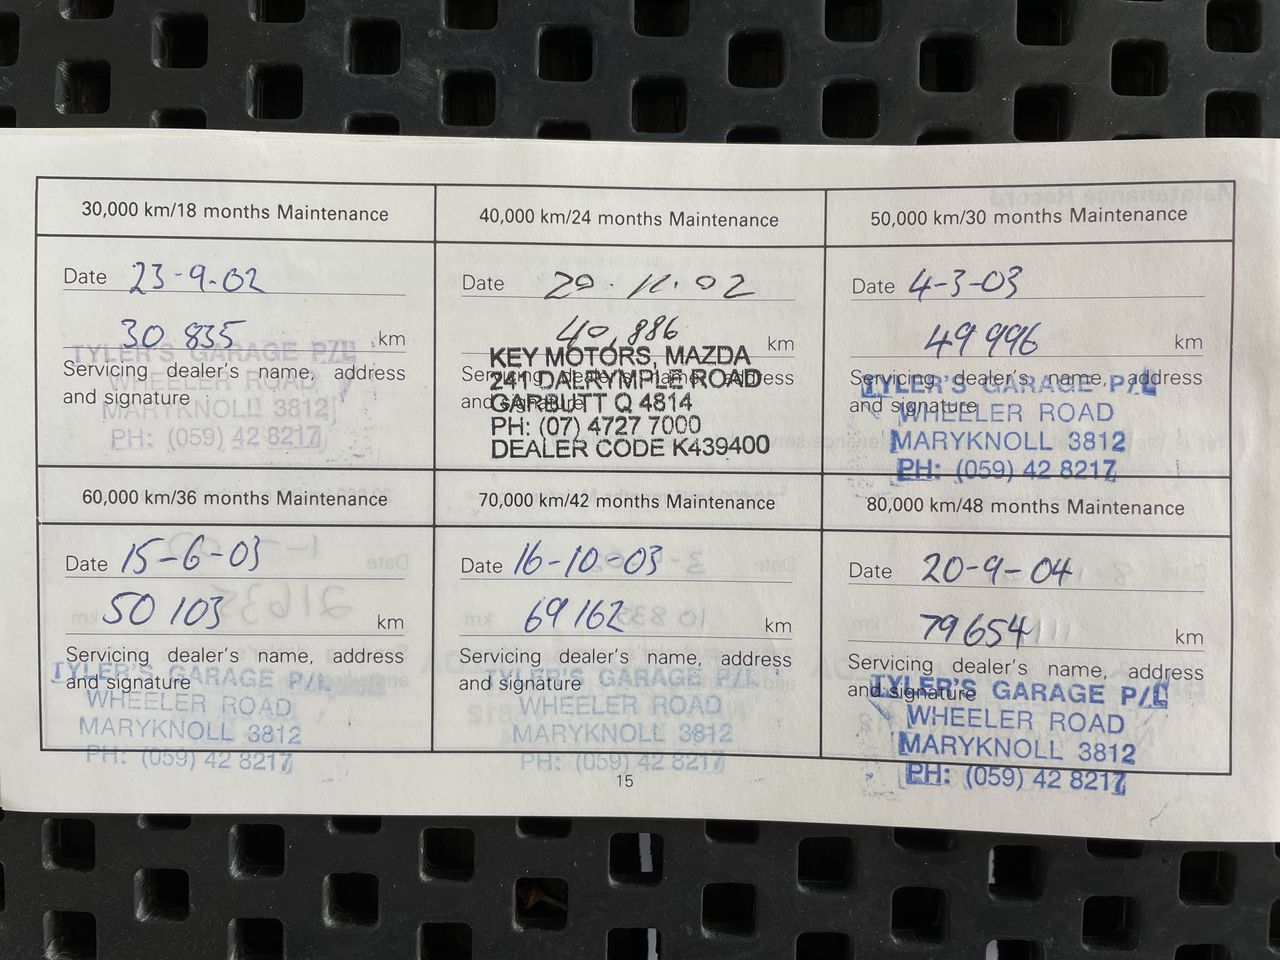 30,000 km/18 months Maintenance
Date 23-9-02
30 835 km
Servicing dealer's name, address
and signature
TYLER'S GARAGE P/L
WHEELER ROAD
MARYKNOLL 3812
PH: (059) 42 8217
40,000 km/24 months Maintenance
Date 20.11.02
40,886 km
Servicing dealer's name, address
and signature
KEY MOTORS, MAZDA
241 DALRYMPLE ROAD
GARBUTT Q 4814
PH: (07) 4727 7000
DEALER CODE K439400
50,000 km/30 months Maintenance
Date 4-3-03
49 996 km
Servicing dealer's name, address
and signature
TYLER'S GARAGE P/L
WHEELER ROAD
MARYKNOLL 3812
PH: (059) 42 8217
60,000 km/36 months Maintenance
Date 15-6-03
50 103 km
Servicing dealer's name, address
and signature
TYLER'S GARAGE P/L
WHEELER ROAD
MARYKNOLL 3812
PH: (059) 42 8217
70,000 km/42 months Maintenance
Date 16-10-03
69 162 km
Servicing dealer's name, address
and signature
TYLER'S GARAGE P/L
WHEELER ROAD
MARYKNOLL 3812
PH: (059) 42 8217
80,000 km/48 months Maintenance
Date 20-9-04
79654 km
Servicing dealer's name, address
and signature
TYLER'S GARAGE P/L
WHEELER ROAD
MARYKNOLL 3812
PH: (059) 42 8217
15